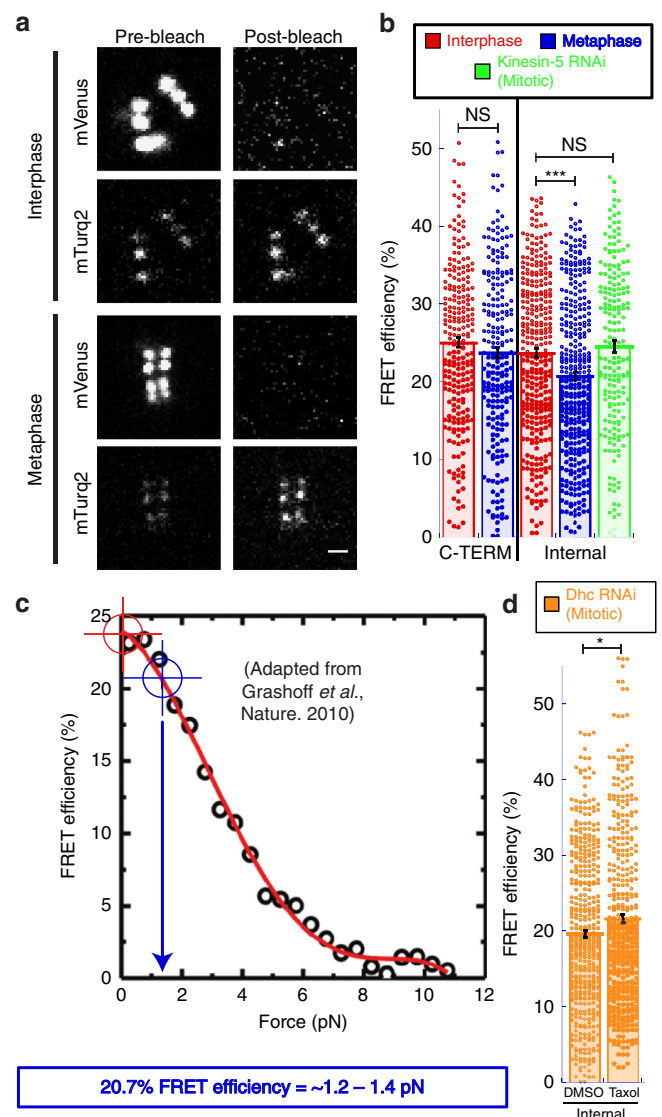 a
Pre-bleach
Post-bleach
Interphase
mVenus
mTurq2
Metaphase
mVenus
mTurq2
b
Interphase
Metaphase
Kinesin-5 RNAi
(Mitotic)
NS
NS
***
FRET efficiency (%)
50
40
30
20
10
0
C-TERM
Internal
c
25
20
15
10
5
0
FRET efficiency (%)
(Adapted from
Grashoff et al.,
Nature. 2010)
0 2 4 6 8 10 12
Force (pN)
20.7% FRET efficiency = ~1.2 – 1.4 pN
d
Dhc RNAi
(Mitotic)
*
FRET efficiency (%)
50
40
30
20
10
0
DMSO Taxol
Internal